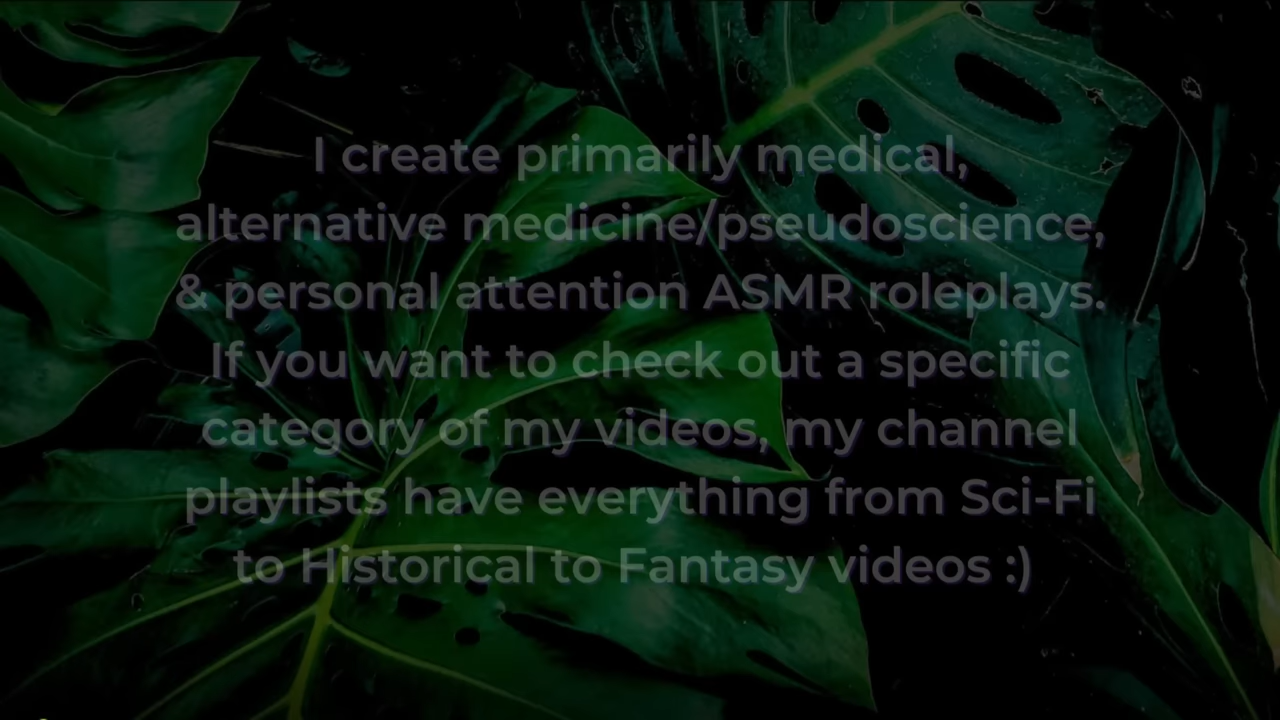 I create primarily medical,
alternative medicine/pseudoscience,
& personal attention ASMR roleplays.
If you want to check out a specific
category of my videos, my channel
playlists have everything from Sci-Fi
to Historical to Fantasy videos :)